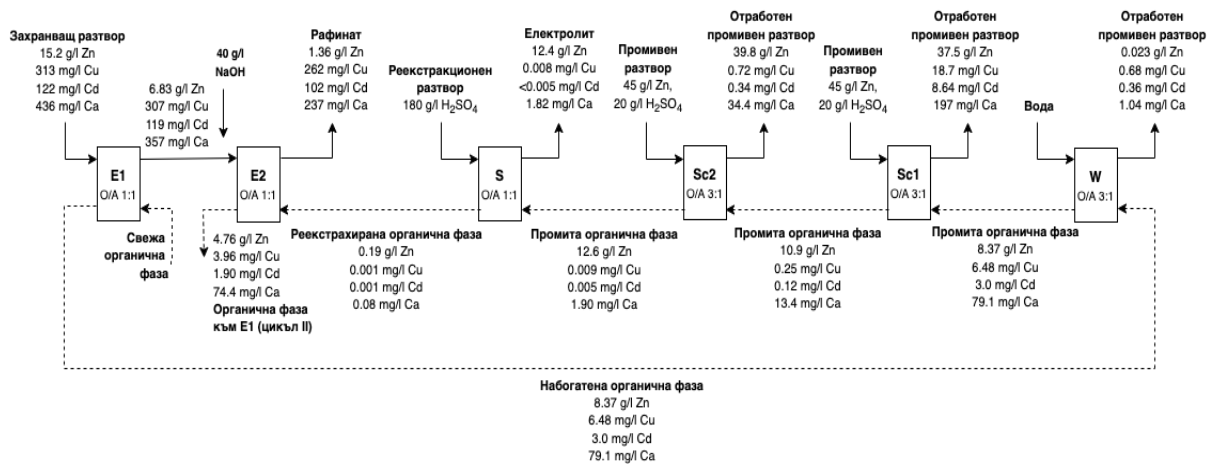 Захранващ разтвор
15.2 g/l Zn
313 mg/l Cu
122 mg/l Cd
436 mg/l Ca
6.83 g/l Zn
307 mg/l Cu
119 mg/l Cd
357 mg/l Ca
40 g/l
NaOH
Рафинат
1.36 g/l Zn
262 mg/l Cu
102 mg/l Cd
237 mg/l Ca
Реекстракционен
разтвор
180 g/l H₂SO₄
Електролит
12.4 g/l Zn
0.008 mg/l Cu
<0.005 mg/l Cd
1.82 mg/l Ca
Промивен
разтвор
45 g/l Zn,
20 g/l H₂SO₄
Отработен
промивен разтвор
39.8 g/l Zn
0.72 mg/l Cu
0.34 mg/l Cd
34.4 mg/l Ca
Промивен
разтвор
45 g/l Zn,
20 g/l H₂SO₄
Отработен
промивен разтвор
37.5 g/l Zn
18.7 mg/l Cu
8.64 mg/l Cd
197 mg/l Ca
Вода
Отработен
промивен разтвор
0.023 g/l Zn
0.68 mg/l Cu
0.36 mg/l Cd
1.04 mg/l Ca
E1
O/A 1:1
E2
O/A 1:1
S
O/A 1:1
Sc2
O/A 3:1
Sc1
O/A 3:1
W
O/A 3:1
Свежа
органична
фаза
4.76 g/l Zn
3.96 mg/l Cu
1.90 mg/l Cd
74.4 mg/l Ca
Органична фаза
към E1 (цикъл II)
Реекстрахирана органична фаза
0.19 g/l Zn
0.001 mg/l Cu
0.001 mg/l Cd
0.08 mg/l Ca
Промита органична фаза
12.6 g/l Zn
0.009 mg/l Cu
0.005 mg/l Cd
1.90 mg/l Ca
Промита органична фаза
10.9 g/l Zn
0.25 mg/l Cu
0.12 mg/l Cd
13.4 mg/l Ca
Промита органична фаза
8.37 g/l Zn
6.48 mg/l Cu
3.0 mg/l Cd
79.1 mg/l Ca
Набогатена органична фаза
8.37 g/l Zn
6.48 mg/l Cu
3.0 mg/l Cd
79.1 mg/l Ca